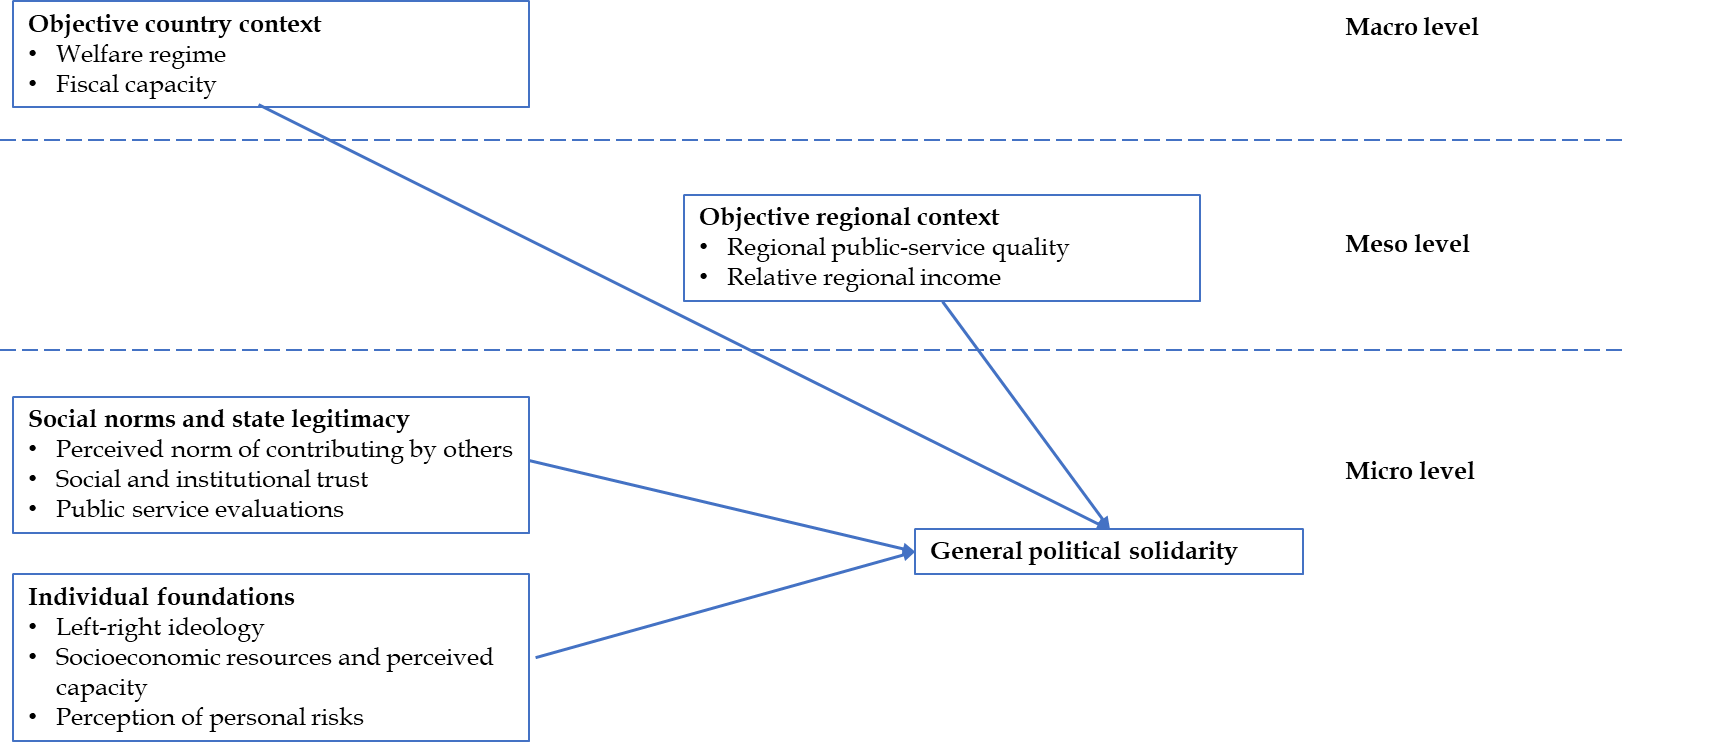 Objective country context
• Welfare regime
• Fiscal capacity
Macro level
Objective regional context
• Regional public-service quality
• Relative regional income
Meso level
Social norms and state legitimacy
• Perceived norm of contributing by others
• Social and institutional trust
• Public service evaluations
Micro level
General political solidarity
Individual foundations
• Left-right ideology
• Socioeconomic resources and perceived
capacity
• Perception of personal risks